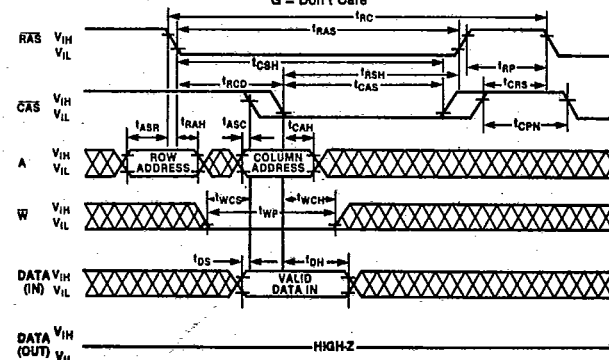 G = Don't Care
tRC
RAS VIH
VIL
tRAS
tCSH
tRP
tRCD
tRSH
tCRS
CAS VIH
VIL
tCAS
tCPN
tASR
tRAH
tASC
tCAH
A VIH
VIL
ROW
ADDRESS
COLUMN
ADDRESS
W VIH
VIL
tWCS
tWP
tWCH
tDS
tDH
DATA VIH
(IN) VIL
VALID
DATA IN
DATA VIH
(OUT)
HIGH-Z